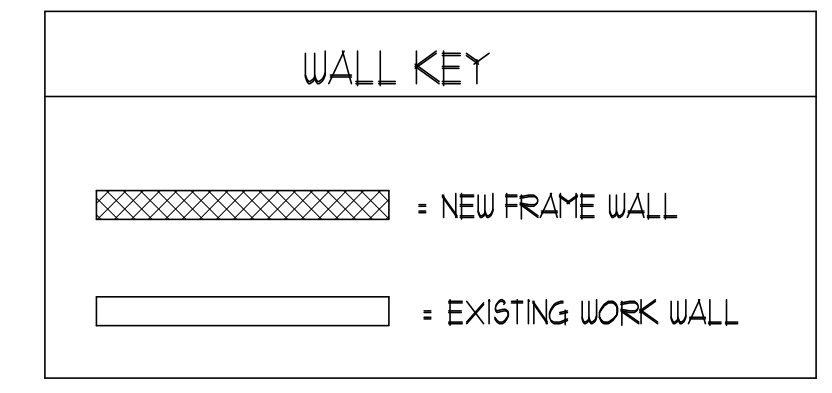 WALL KEY
= NEW FRAME WALL
= EXISTING WORK WALL